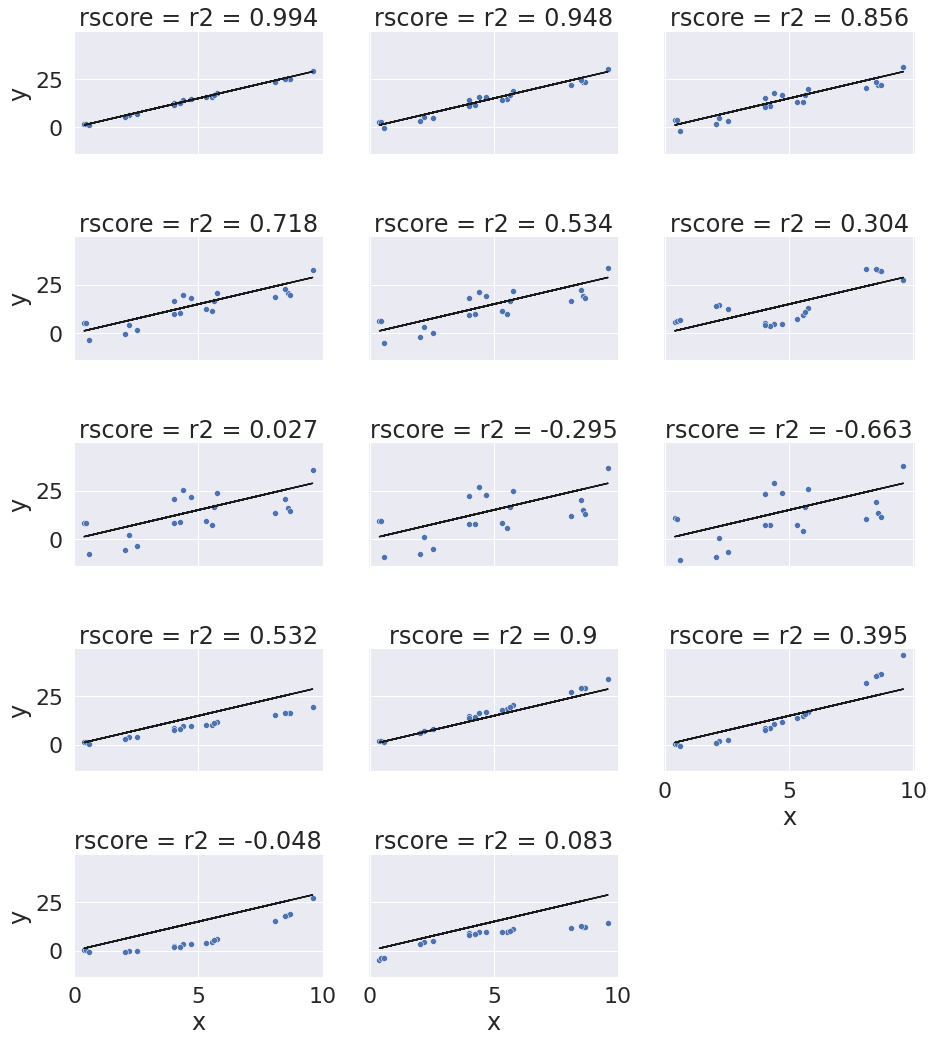 rscore = r2 = 0.994 rscore = r2 = 0.948 rscore = r2 = 0.856
25
y
0
rscore = r2 = 0.718 rscore = r2 = 0.534 rscore = r2 = 0.304
25
y
0
rscore = r2 = 0.027 rscore = r2 = -0.295 rscore = r2 = -0.663
25
y
0
rscore = r2 = 0.532 rscore = r2 = 0.9 rscore = r2 = 0.395
25
y
0
0 5 10
x
rscore = r2 = -0.048 rscore = r2 = 0.083
25
y
0
0 5 10 0 5 10
x x